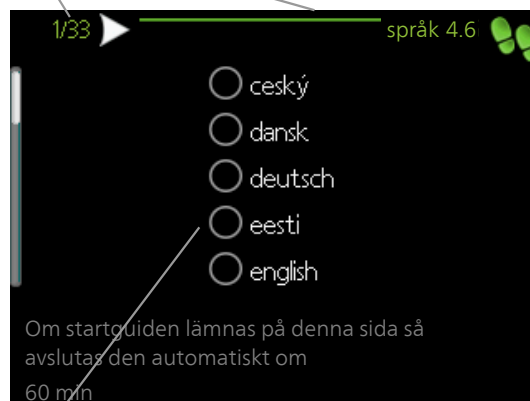 1/33 språk 4.6
ceský
dansk
deutsch
eesti
english
Om startguiden lämnas på denna sida så
avslutas den automatiskt om
60 min